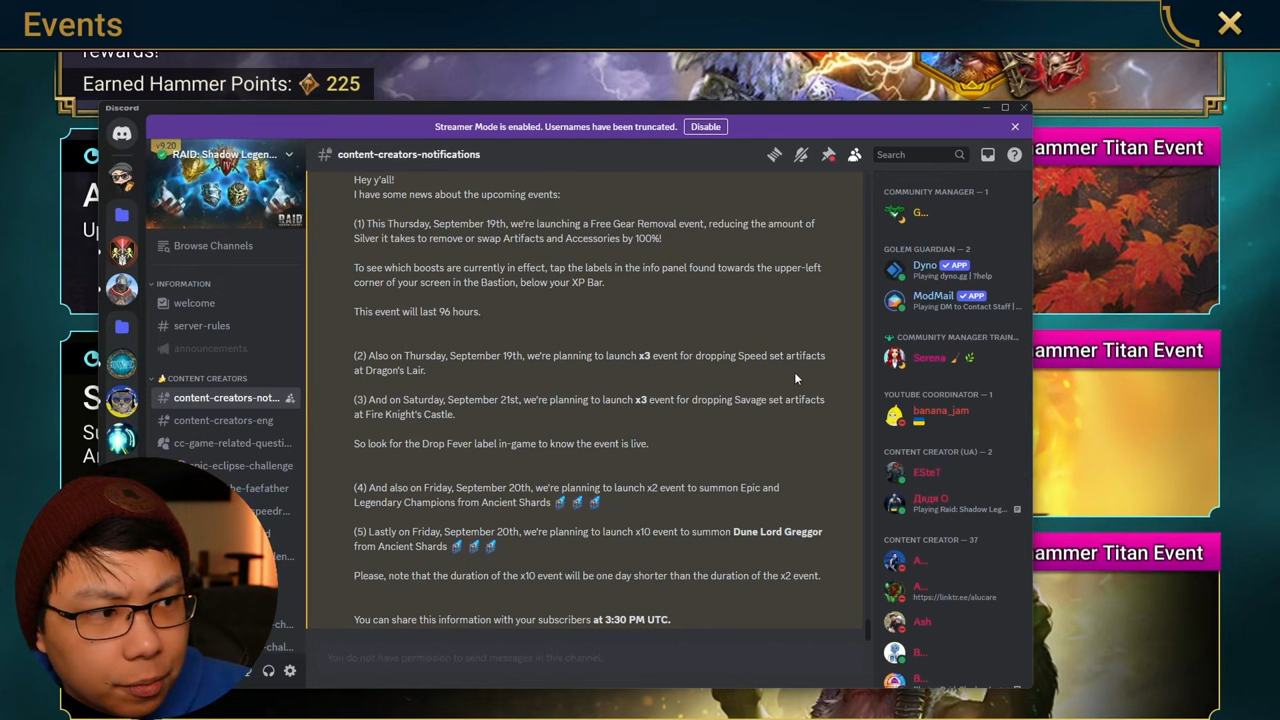 Events
rewards!
Earned Hammer Points: 225
Discord
Streamer Mode is enabled. Usernames have been truncated. Disable
v9.20
RAID: Shadow Legen...
content-creators-notifications
Search
Browse Channels
INFORMATION
welcome
server-rules
announcements
CONTENT CREATORS
content-creators-not...
content-creators-eng
cc-game-related-questi...
epic-eclipse-challenge
RAID
Hey y'all!
I have some news about the upcoming events:
(1) This Thursday, September 19th, we're launching a Free Gear Removal event, reducing the amount of
Silver it takes to remove or swap Artifacts and Accessories by 100%!
To see which boosts are currently in effect, tap the labels in the info panel found towards the upper-left
corner of your screen in the Bastion, below your XP Bar.
This event will last 96 hours.
(2) Also on Thursday, September 19th, we're planning to launch x3 event for dropping Speed set artifacts
at Dragon's Lair.
(3) And on Saturday, September 21st, we're planning to launch x3 event for dropping Savage set artifacts
at Fire Knight's Castle.
So look for the Drop Fever label in-game to know the event is live.
(4) And also on Friday, September 20th, we're planning to launch x2 event to summon Epic and
Legendary Champions from Ancient Shards
(5) Lastly on Friday, September 20th, we're planning to launch x10 event to summon Dune Lord Greggor
from Ancient Shards
Please, note that the duration of the x10 event will be one day shorter than the duration of the x2 event.
You can share this information with your subscribers at 3:30 PM UTC.
You do not have permission to send messages in this channel.
COMMUNITY MANAGER — 1
G...
GOLEM GUARDIAN — 2
Dyno APP
Playing dyno.gg | ?help
ModMail APP
Playing DM to Contact Staff | ...
COMMUNITY MANAGER TRAIN...
Serena
YOUTUBE COORDINATOR — 1
banana_jam
CONTENT CREATOR (UA) — 2
ESteT
Дядя О
Playing Raid: Shadow Leg...
CONTENT CREATOR — 37
A...
A...
https://linktr.ee/alucare
Ash
B...
B...
ammer Titan Event
ammer Titan Event
ammer Titan Event